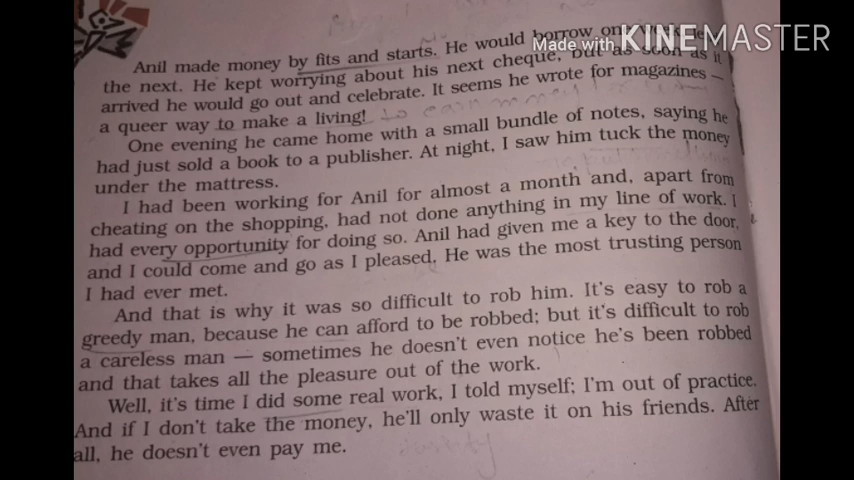 Made with KINEMASTER
Anil made money by fits and starts. He would borrow one
the next. He kept worrying about his next cheque, but as soon as it
arrived he would go out and celebrate. It seems he wrote for magazines —
a queer way to make a living! to earn money
One evening he came home with a small bundle of notes, saying he
had just sold a book to a publisher. At night, I saw him tuck the money
under the mattress.
I had been working for Anil for almost a month and, apart from
cheating on the shopping, had not done anything in my line of work. I
had every opportunity for doing so. Anil had given me a key to the door,
and I could come and go as I pleased. He was the most trusting person
I had ever met.
And that is why it was so difficult to rob him. It's easy to rob a
greedy man, because he can afford to be robbed; but it's difficult to rob
a careless man — sometimes he doesn't even notice he's been robbed
and that takes all the pleasure out of the work.
Well, it's time I did some real work, I told myself; I'm out of practice.
And if I don't take the money, he'll only waste it on his friends. After
all, he doesn't even pay me.